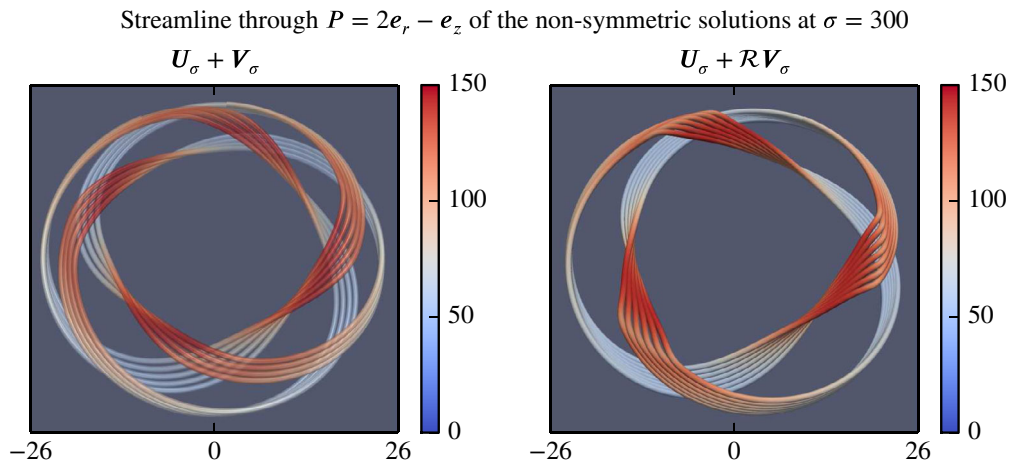 Streamline through P = 2e_r − e_z of the non-symmetric solutions at σ = 300
U_σ + V_σ
U_σ + ℛV_σ
150
100
50
0
150
100
50
0
−26 0 26
−26 0 26